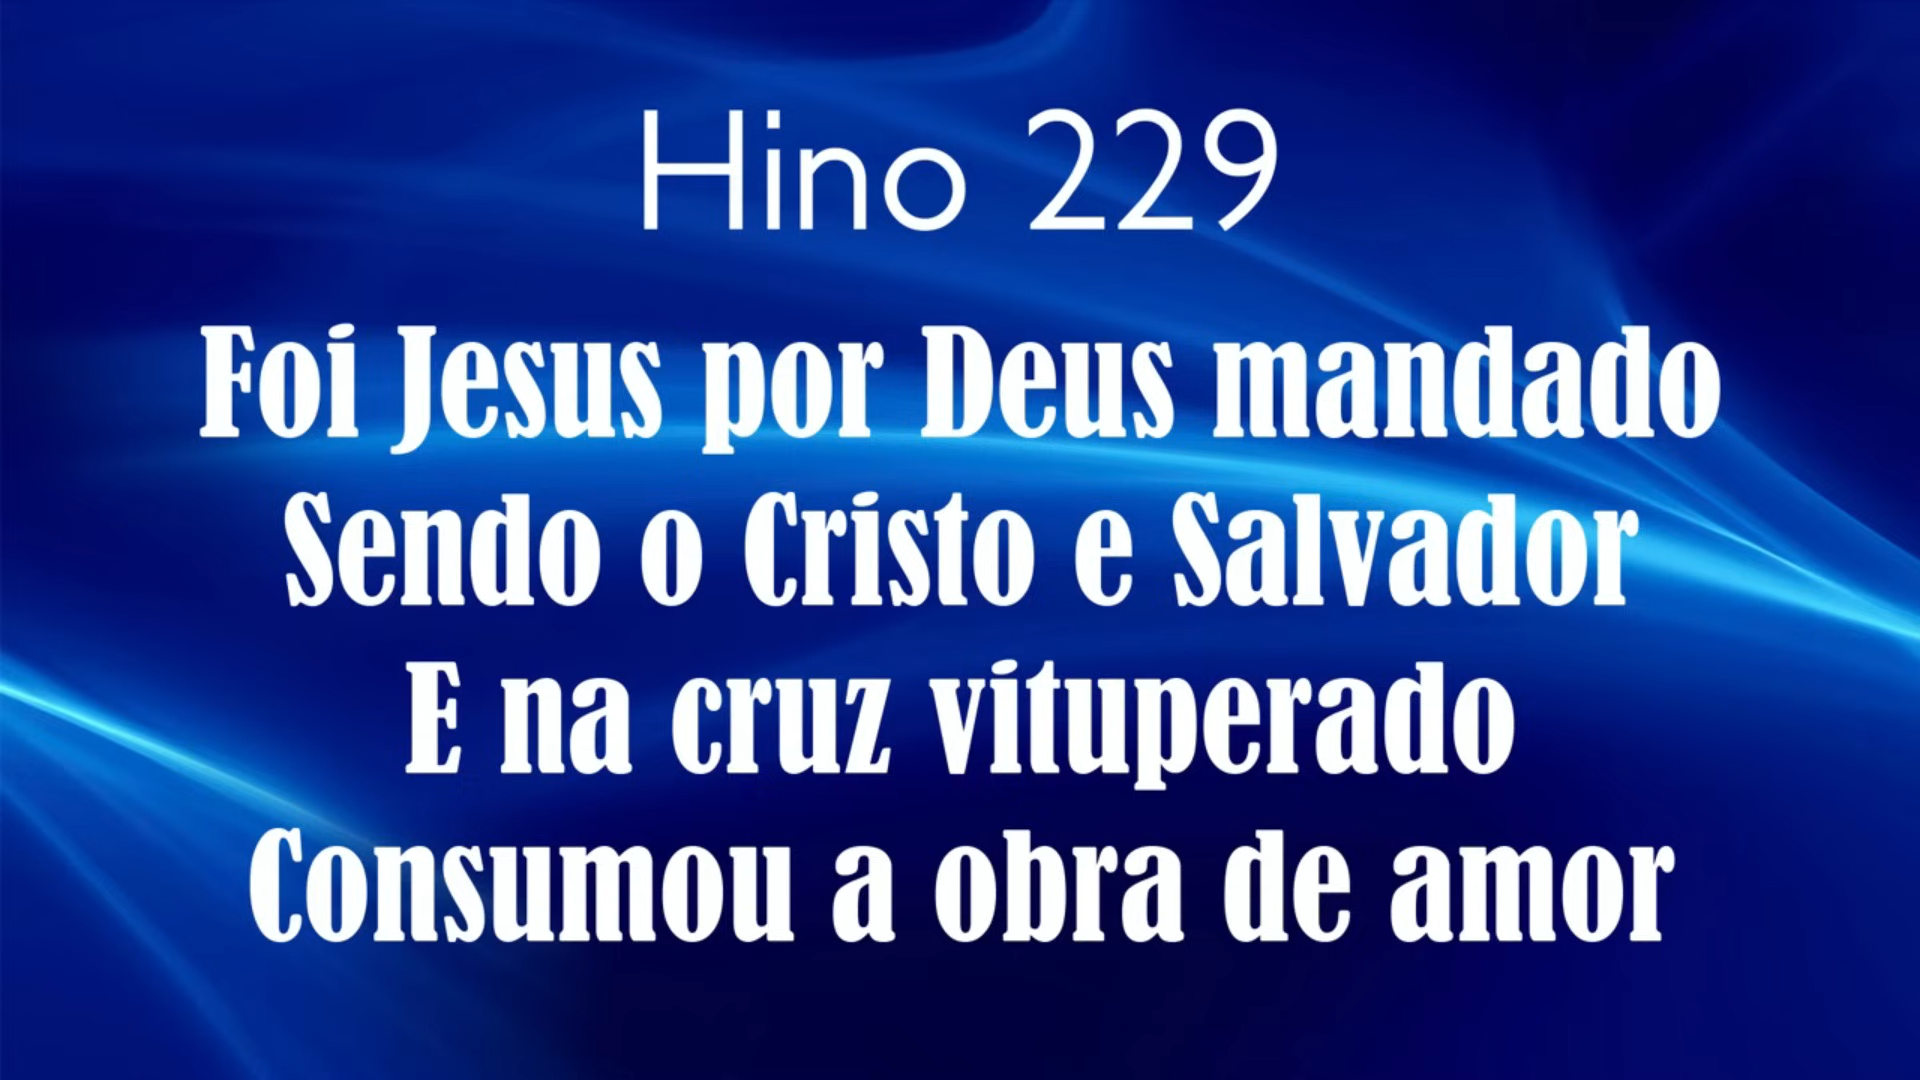 Hino 229
Foi Jesus por Deus mandado
Sendo o Cristo e Salvador
E na cruz vituperado
Consumou a obra de amor